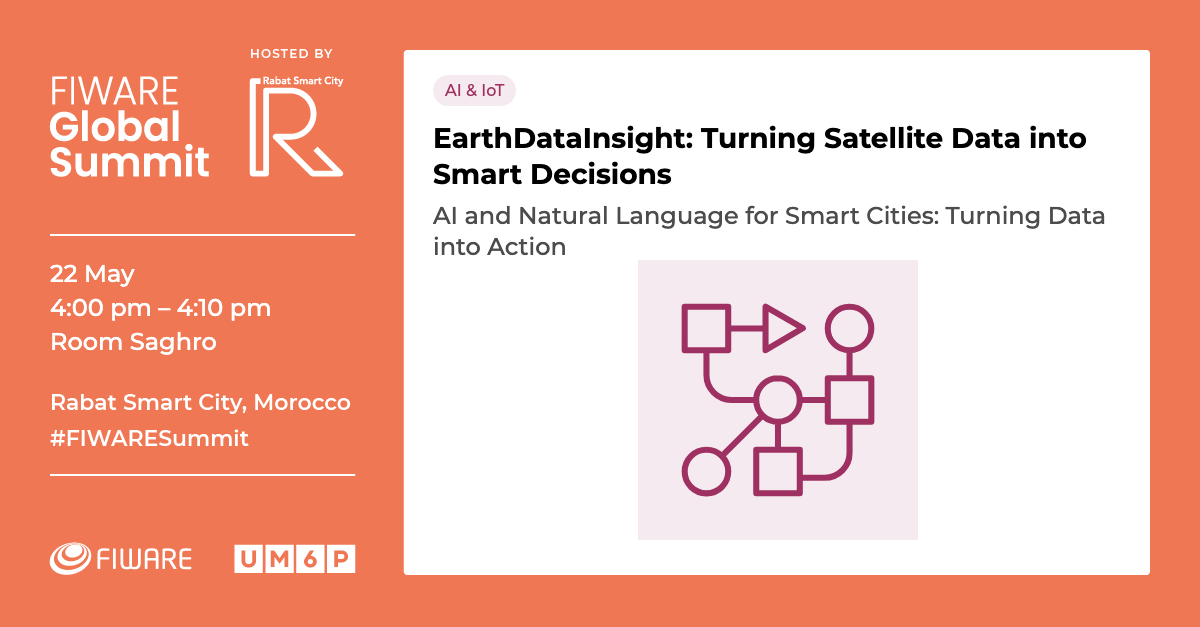 FIWARE
Global
Summit
HOSTED BY
Rabat Smart City
R
22 May
4:00 pm – 4:10 pm
Room Saghro
Rabat Smart City, Morocco
#FIWARESummit
FIWARE
UM6P
AI & IoT
EarthDataInsight: Turning Satellite Data into
Smart Decisions
AI and Natural Language for Smart Cities: Turning Data
into Action